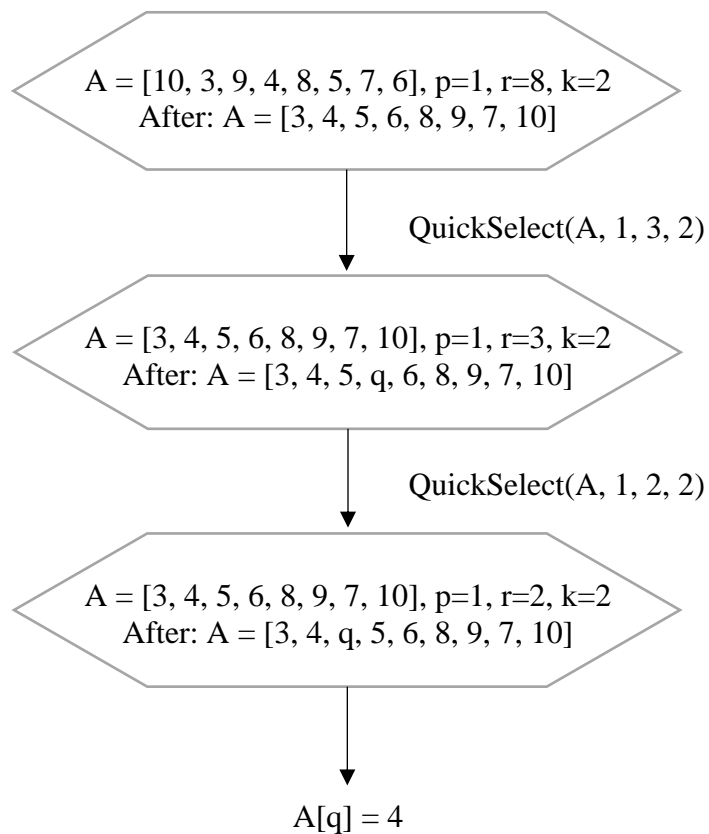 A = [10, 3, 9, 4, 8, 5, 7, 6], p=1, r=8, k=2
After: A = [3, 4, 5, 6, 8, 9, 7, 10]
QuickSelect(A, 1, 3, 2)
A = [3, 4, 5, 6, 8, 9, 7, 10], p=1, r=3, k=2
After: A = [3, 4, 5, q, 6, 8, 9, 7, 10]
QuickSelect(A, 1, 2, 2)
A = [3, 4, 5, 6, 8, 9, 7, 10], p=1, r=2, k=2
After: A = [3, 4, q, 5, 6, 8, 9, 7, 10]
A[q] = 4